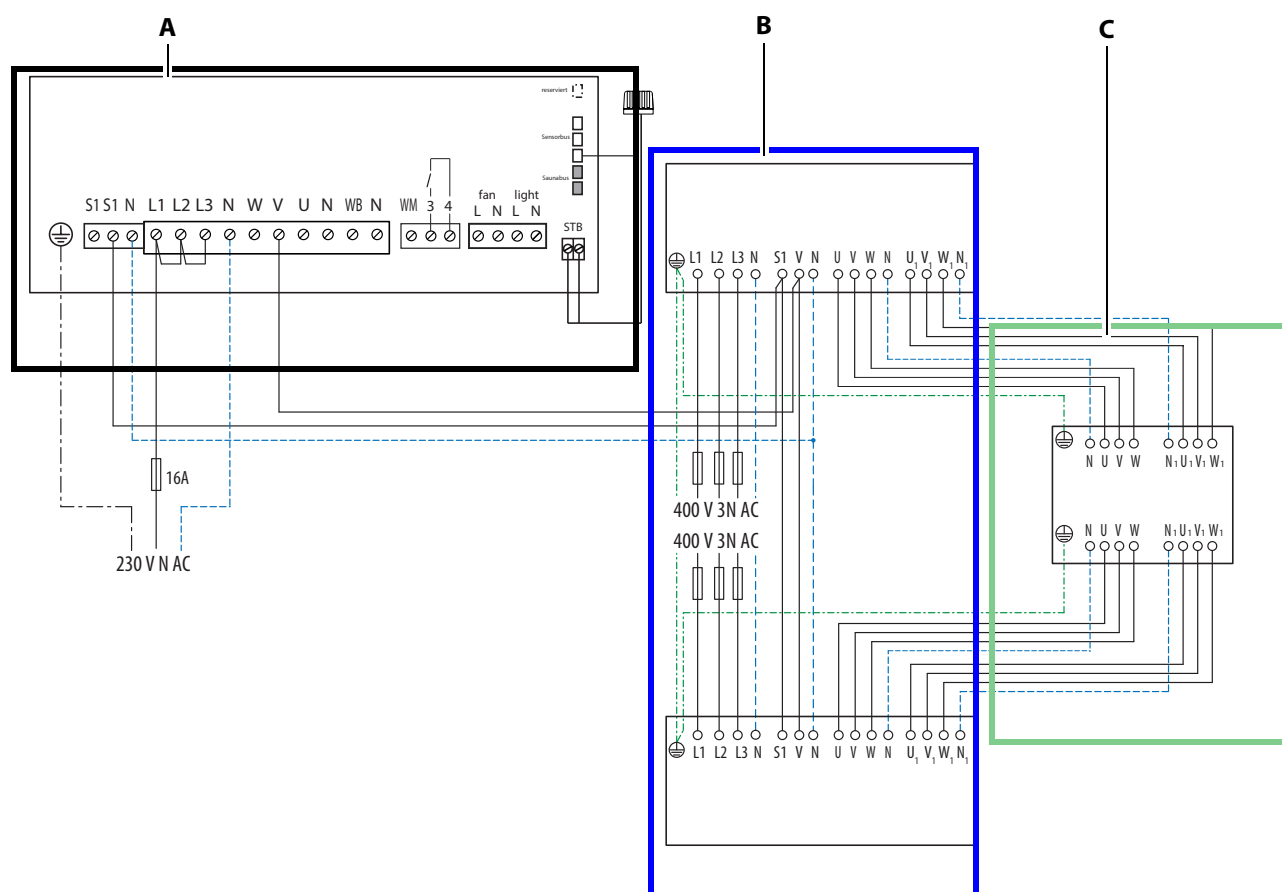 A
B
C
reserviert
Sensorbus
Saunabus
S1 S1 N L1 L2 L3 N W V U N WB N
WM 3 4
fan light
L N L N
STB
L1 L2 L3 N S1 V N U V W N U1 V1 W1 N1
16A
230 V N AC
400 V 3N AC
400 V 3N AC
N U V W N1 U1 V1 W1
N U V W N1 U1 V1 W1
L1 L2 L3 N S1 V N U V W N U1 V1 W1 N1